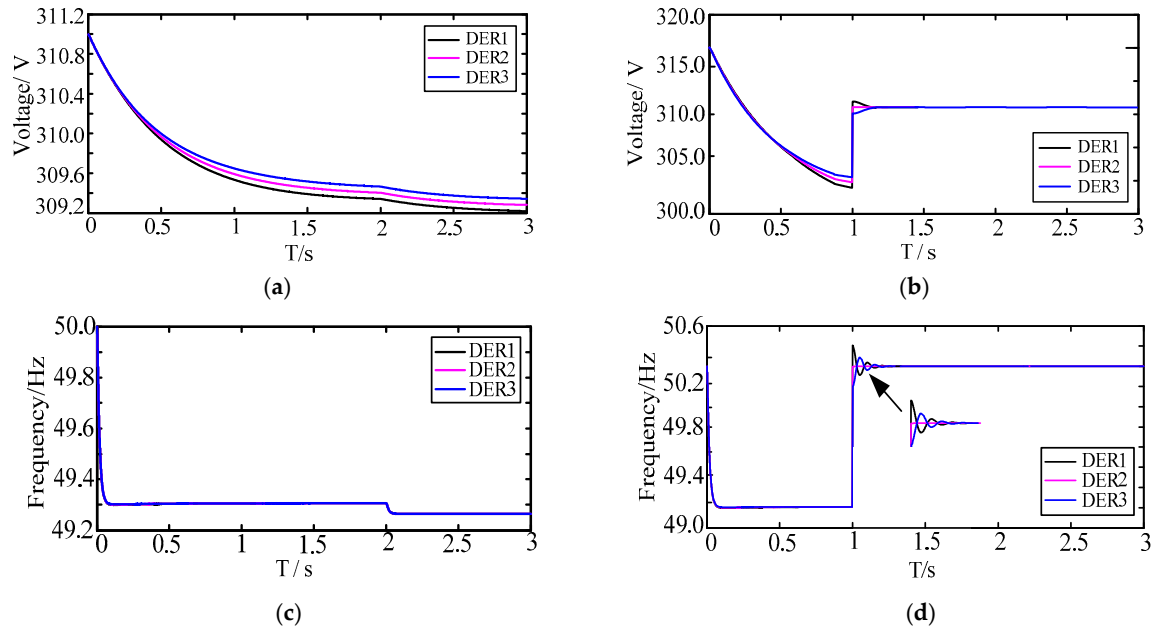 311.2
311.0
310.4
310.0
309.6
309.2
Voltage/ V
DER1
DER2
DER3
0 0.5 1 1.5 2 2.5 3
T/s
(a)
320.0
315.0
310.0
305.0
300.0
Voltage/ V
DER1
DER2
DER3
0 0.5 1 1.5 2 2.5 3
T/s
(b)
50.0
49.8
49.6
49.4
49.2
Frequency/Hz
DER1
DER2
DER3
0 0.5 1 1.5 2 2.5 3
T / s
(c)
50.6
50.2
49.8
49.4
49.0
Frequency/Hz
DER1
DER2
DER3
0 0.5 1 1.5 2 2.5 3
T/s
(d)